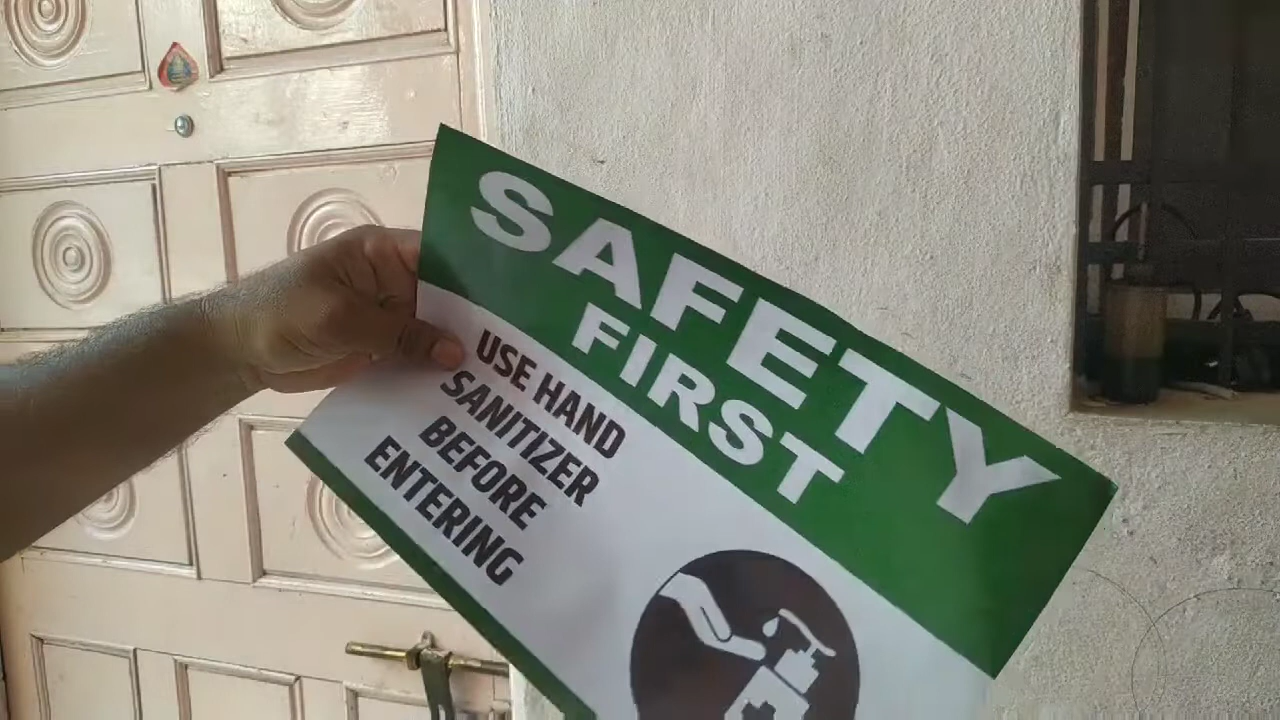 SAFETY
FIRST
USE HAND
SANITIZER
BEFORE
ENTERING